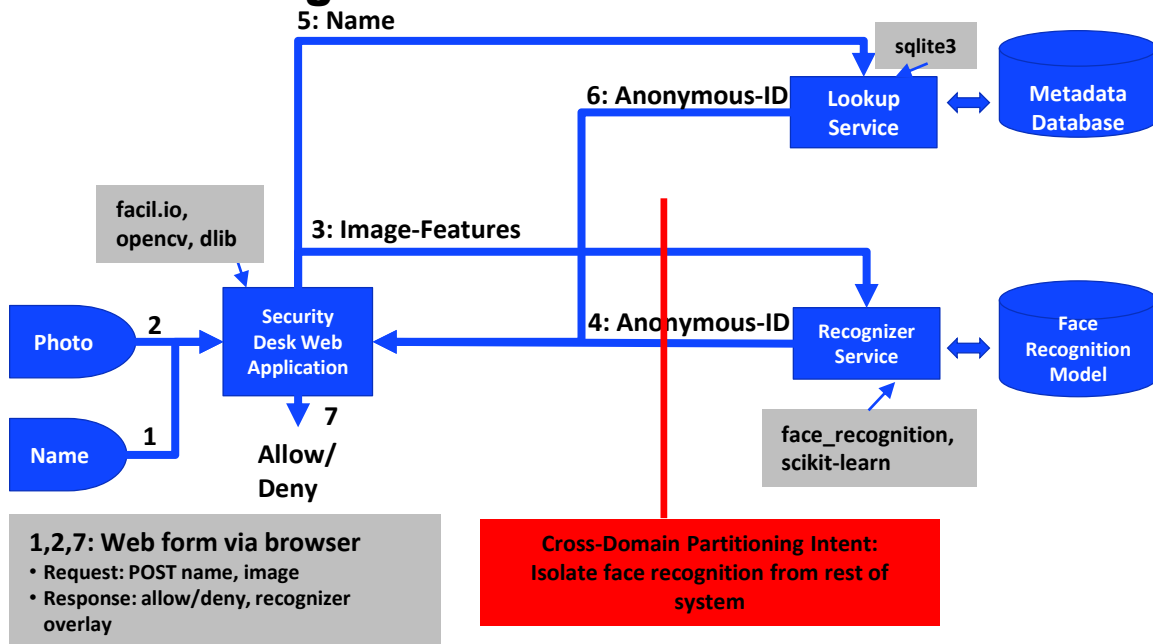 5: Name
sqlite3
6: Anonymous-ID
Lookup
Service
Metadata
Database
facil.io,
opencv, dlib
3: Image-Features
Photo
2
Security
Desk Web
Application
4: Anonymous-ID
Recognizer
Service
Face
Recognition
Model
Name
1
7
Allow/
Deny
face_recognition,
scikit-learn
1,2,7: Web form via browser
• Request: POST name, image
• Response: allow/deny, recognizer
overlay
Cross-Domain Partitioning Intent:
Isolate face recognition from rest of
system